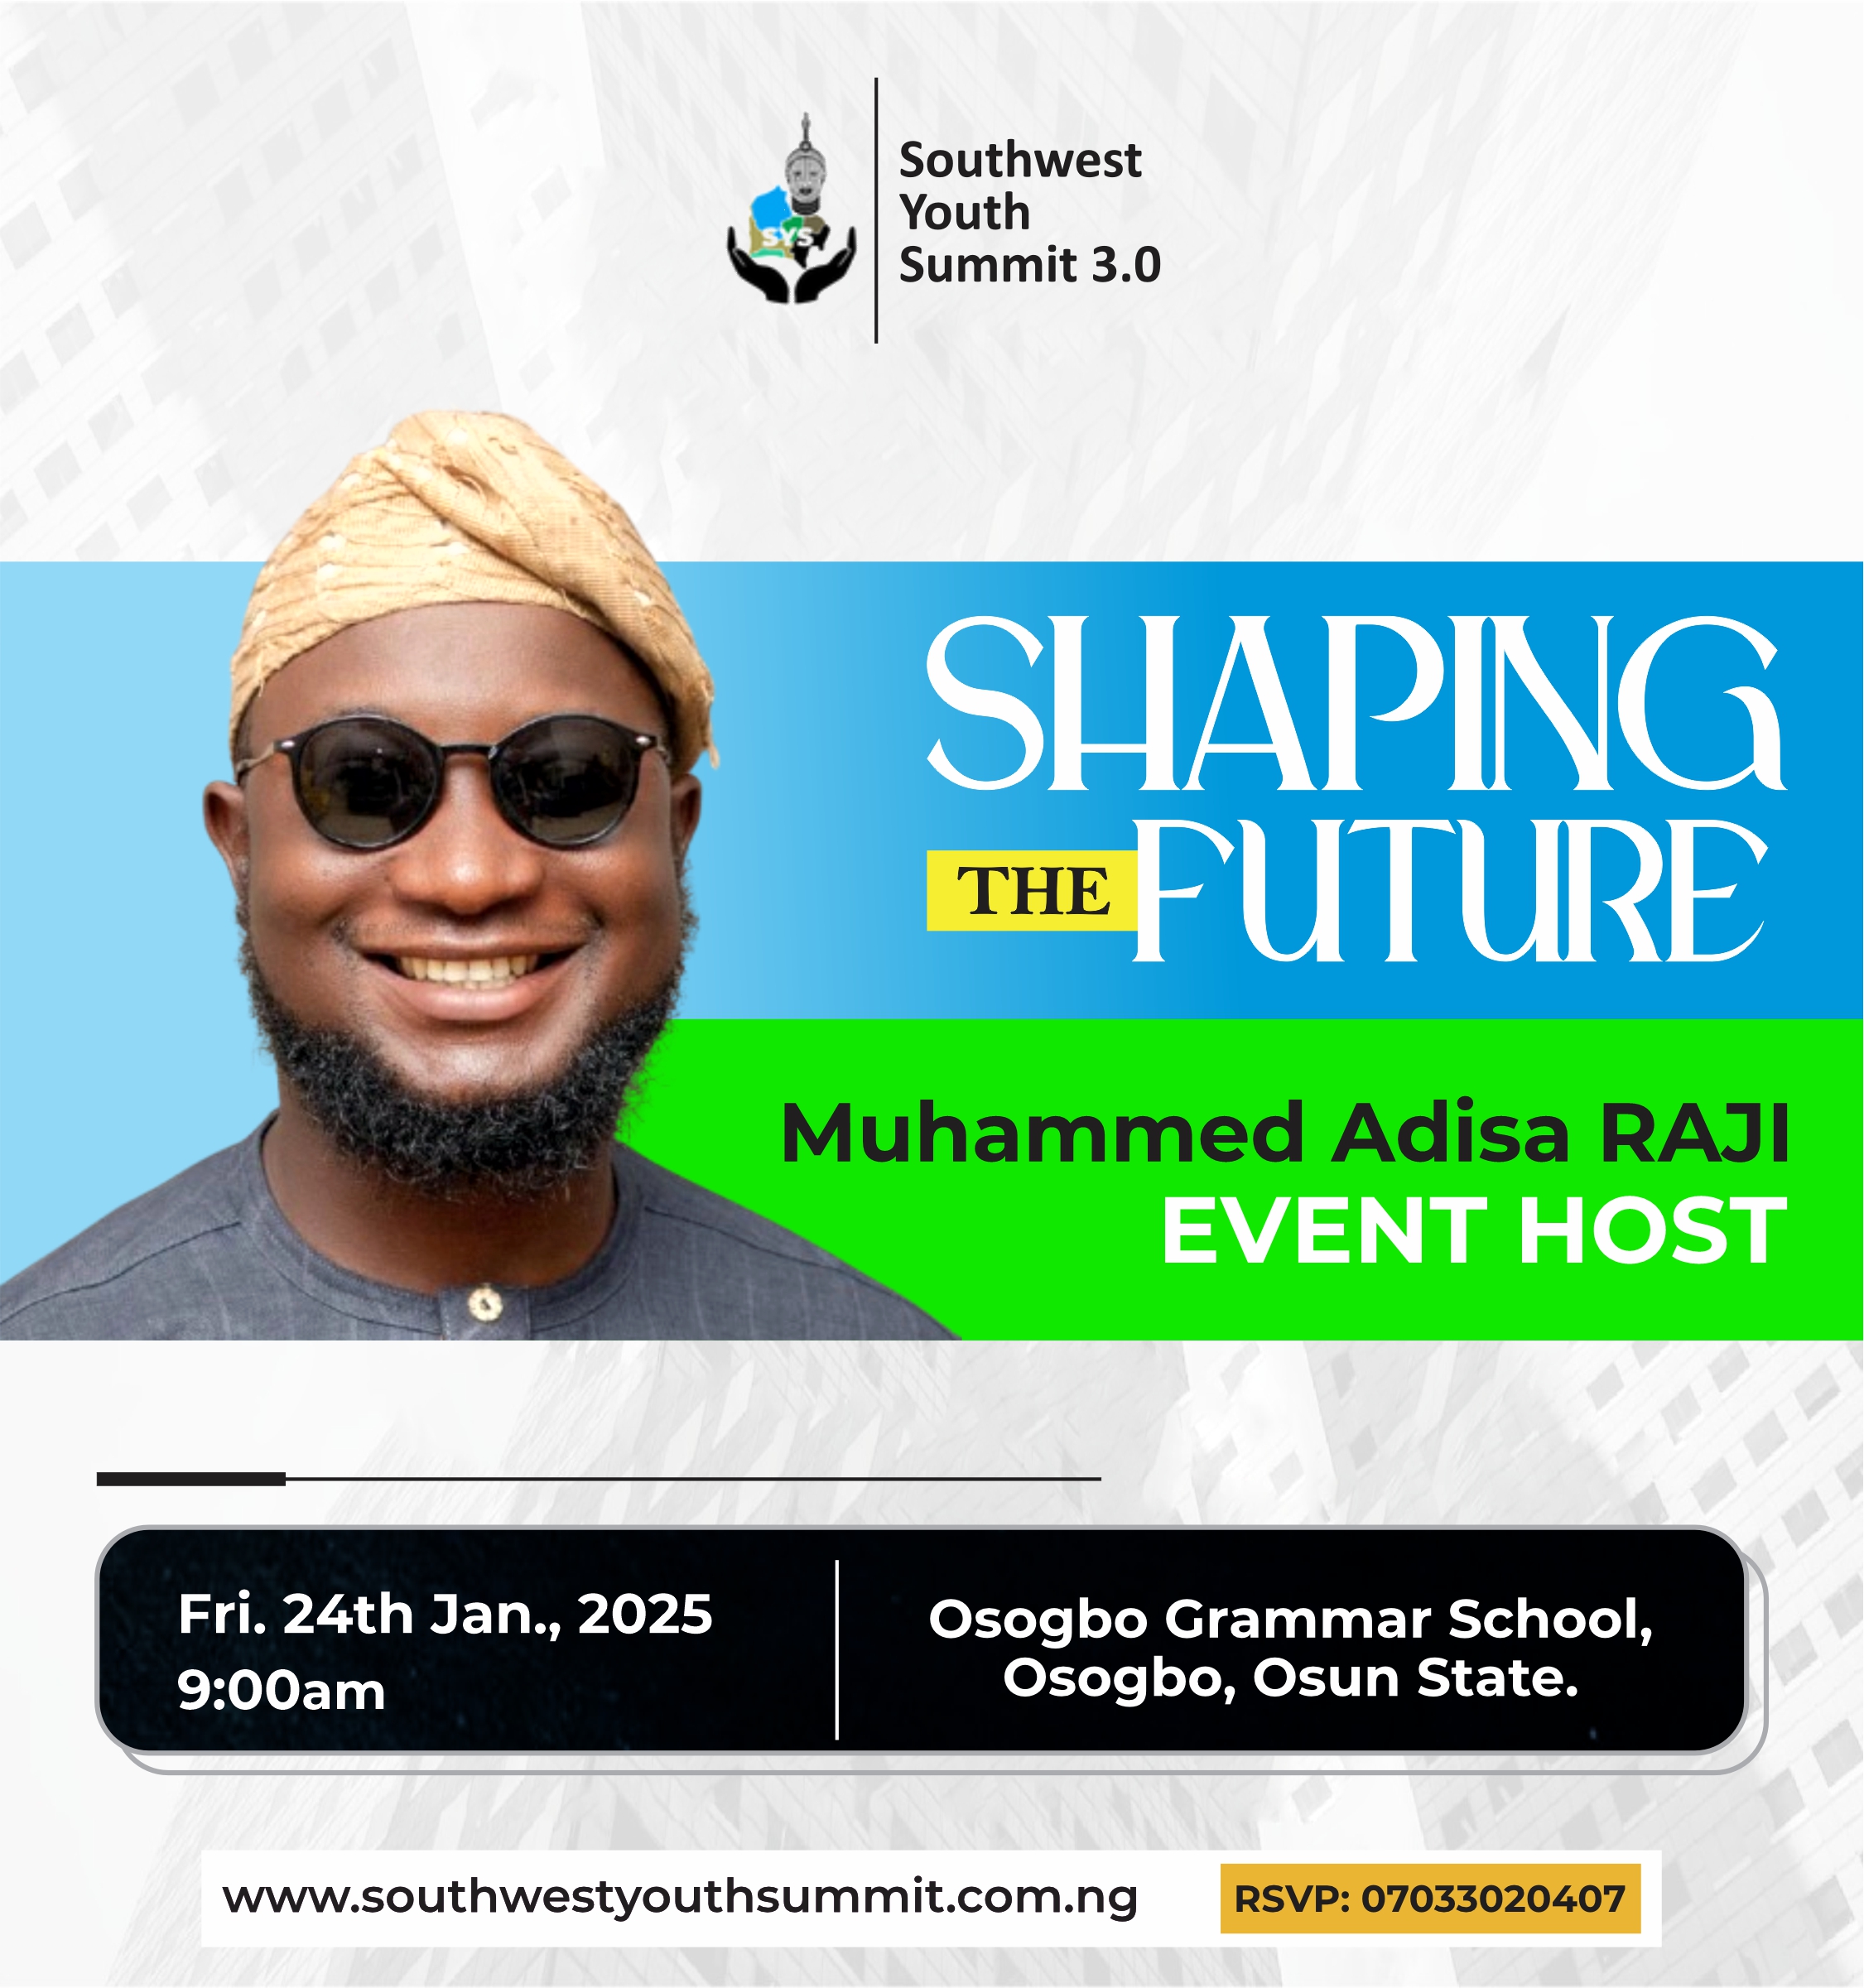 SYS
Southwest
Youth
Summit 3.0
SHAPING
THE FUTURE
Muhammed Adisa RAJI
EVENT HOST
Fri. 24th Jan., 2025
9:00am
Osogbo Grammar School,
Osogbo, Osun State.
www.southwestyouthsummit.com.ng
RSVP: 07033020407